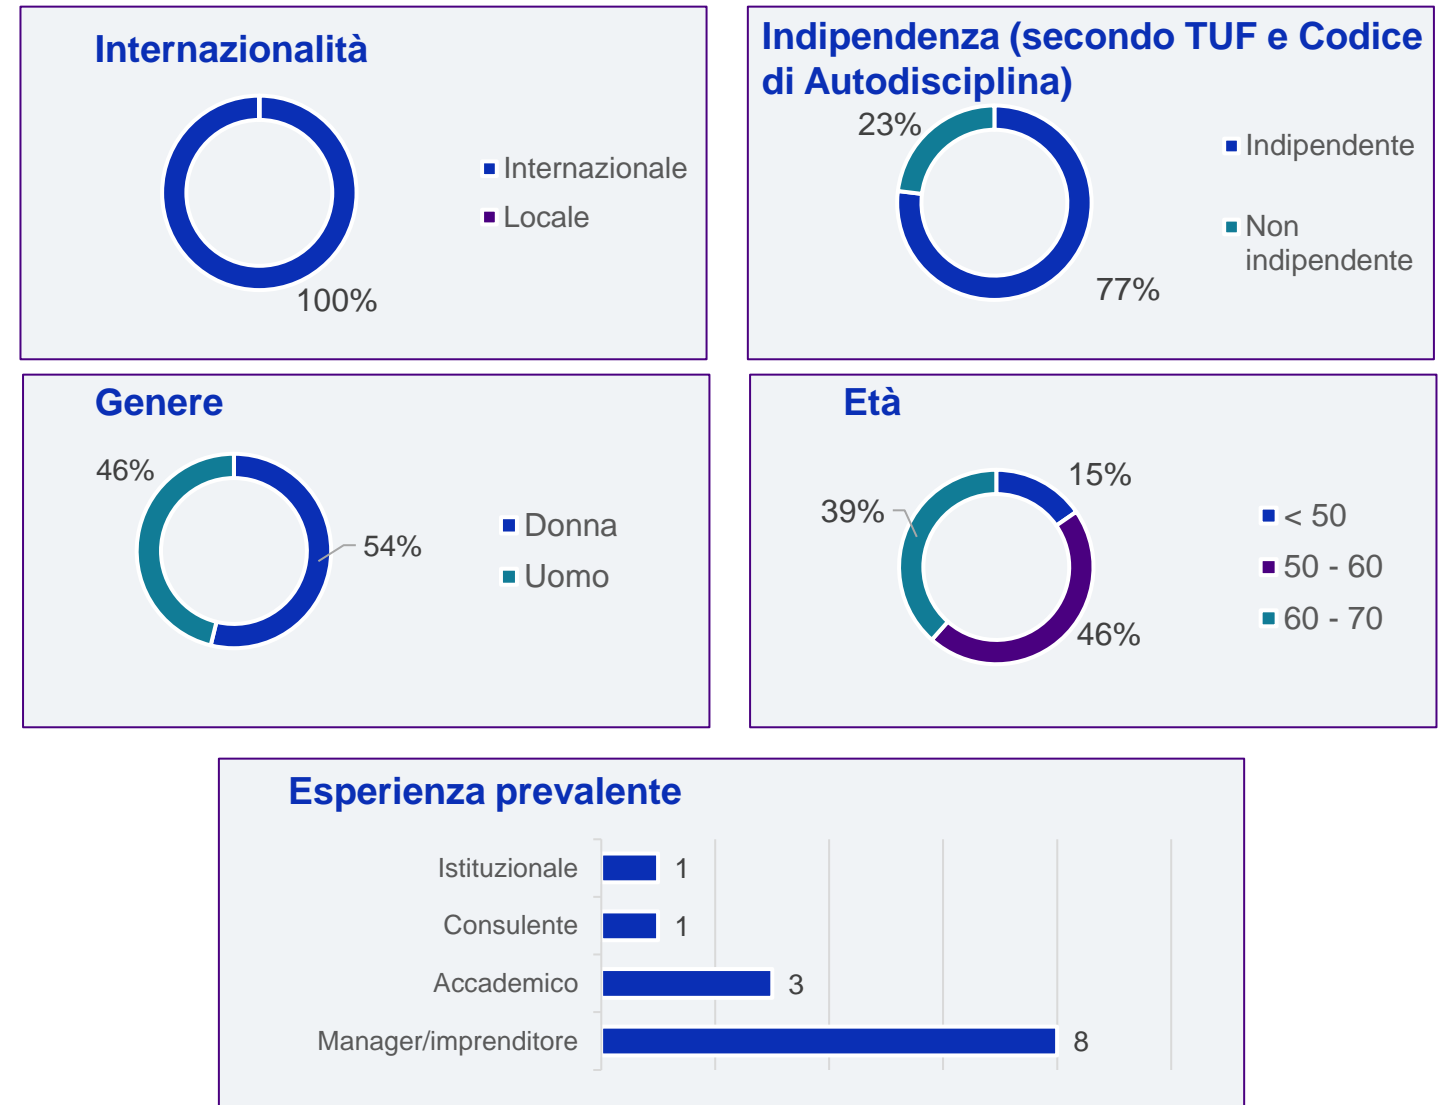 Internazionalità
Internazionale
Locale
100%
Indipendenza (secondo TUF e Codice
di Autodisciplina)
23%
Indipendente
Non
indipendente
77%
Genere
46%
54%
Donna
Uomo
Età
15%
39%
46%
< 50
50 - 60
60 - 70
Esperienza prevalente
Istituzionale 1
Consulente 1
Accademico 3
Manager/imprenditore 8